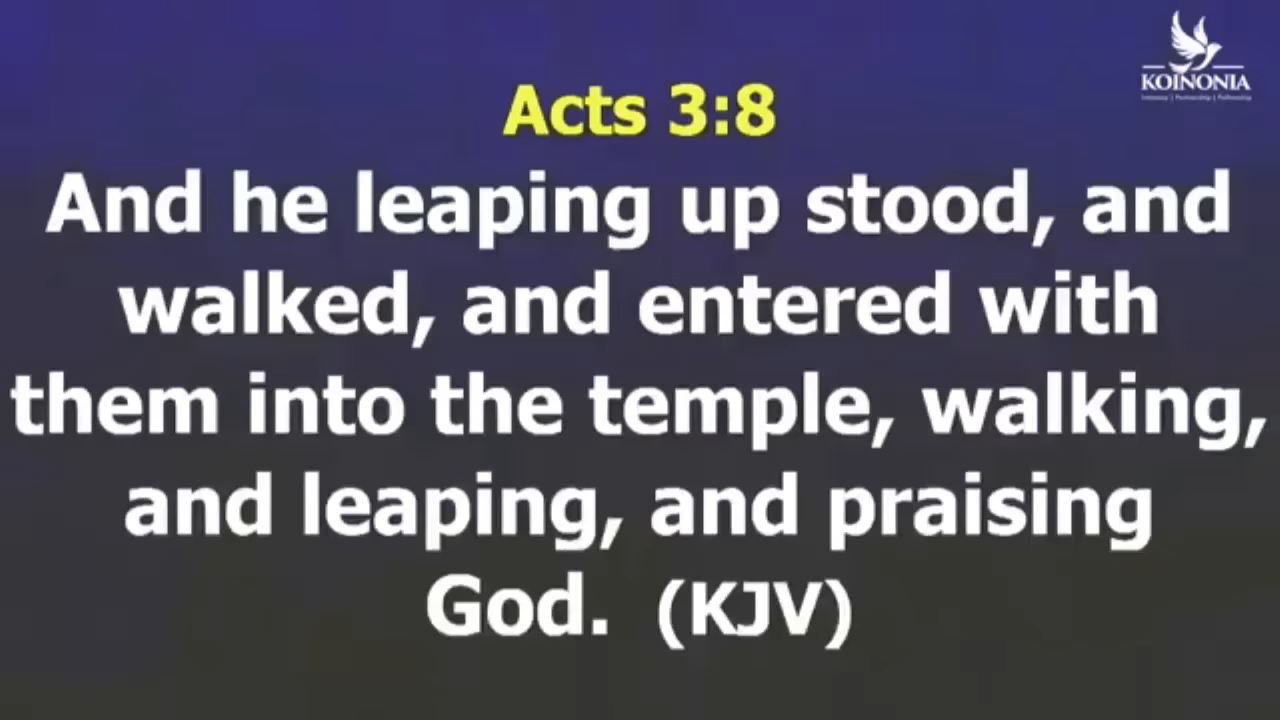 KOINONIA
Acts 3:8
And he leaping up stood, and
walked, and entered with
them into the temple, walking,
and leaping, and praising
God. (KJV)